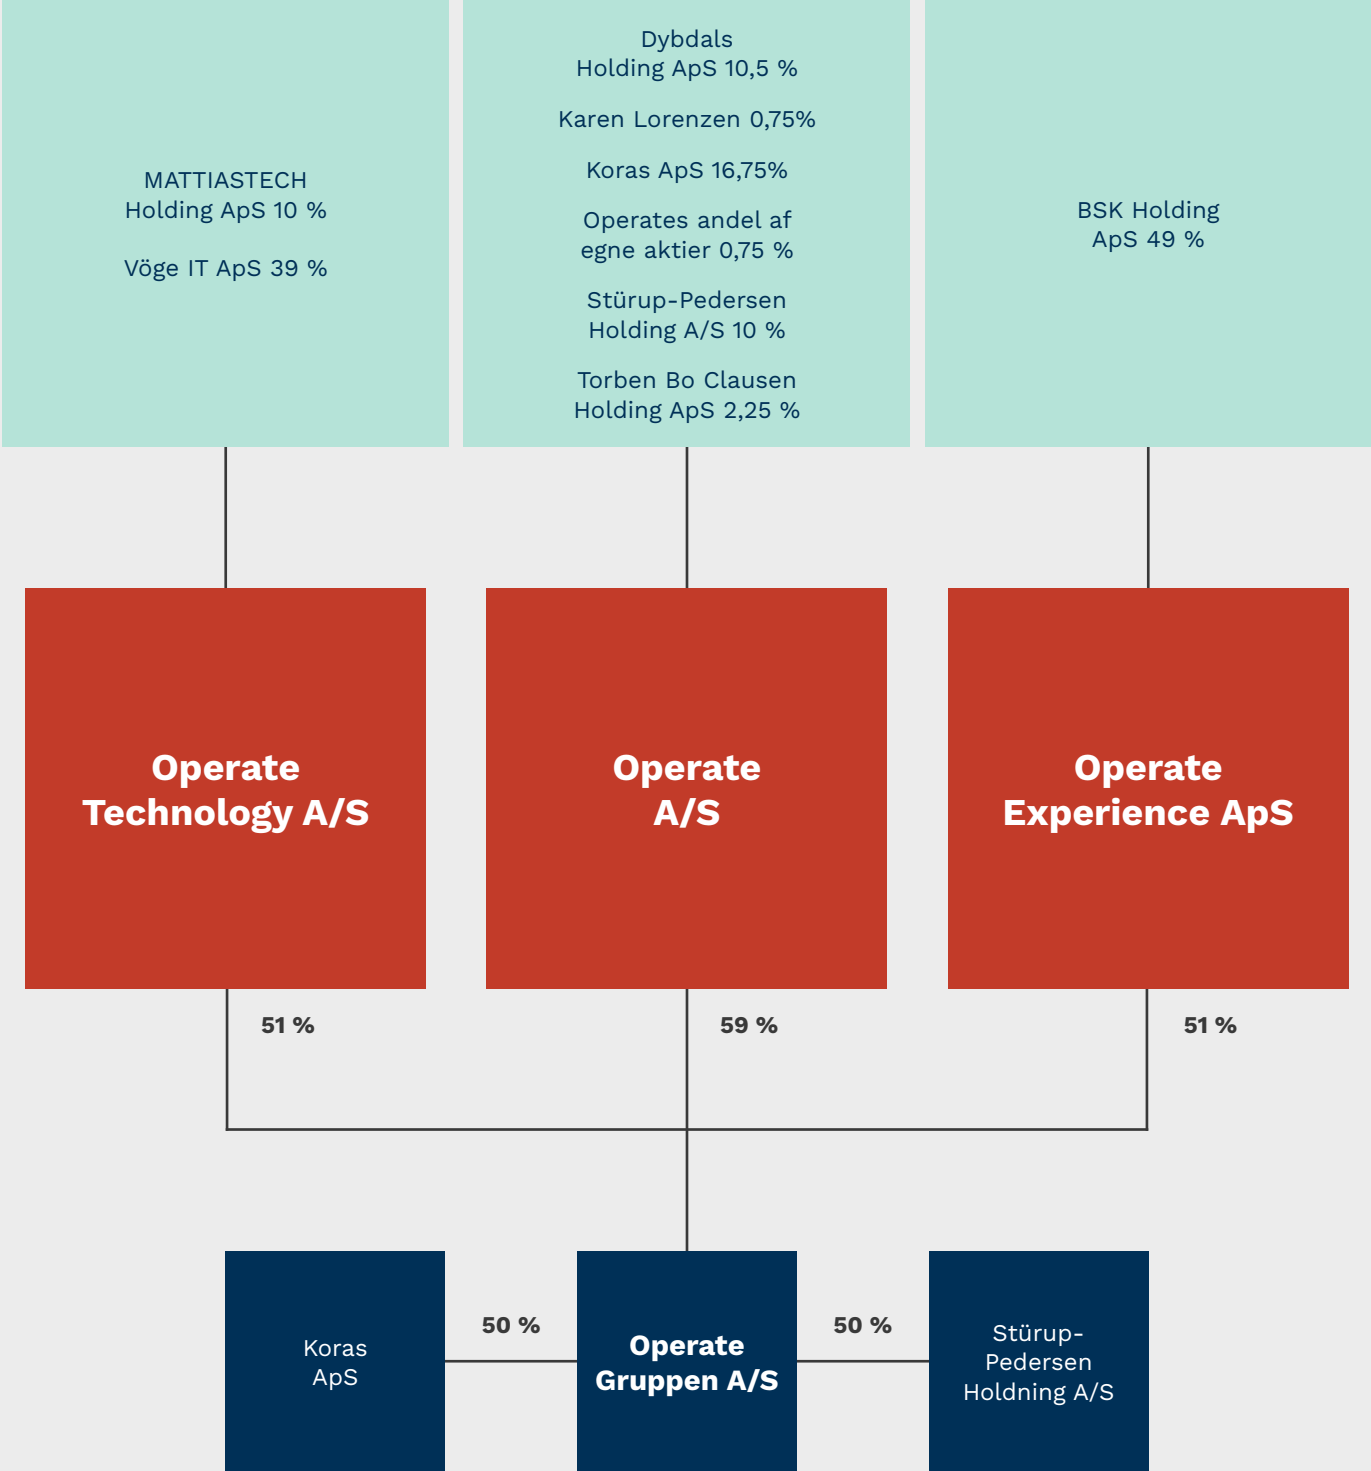 MATTIASTECH
Holding ApS 10 %
Vöge IT ApS 39 %
Dybdals
Holding ApS 10,5 %
Karen Lorenzen 0,75%
Koras ApS 16,75%
Operates andel af
egne aktier 0,75 %
Stürup-Pedersen
Holding A/S 10 %
Torben Bo Clausen
Holding ApS 2,25 %
BSK Holding
ApS 49 %
Operate
Technology A/S
Operate
A/S
Operate
Experience ApS
51 %
59 %
51 %
Koras
ApS
50 %
Operate
Gruppen A/S
50 %
Stürup-
Pedersen
Holdning A/S